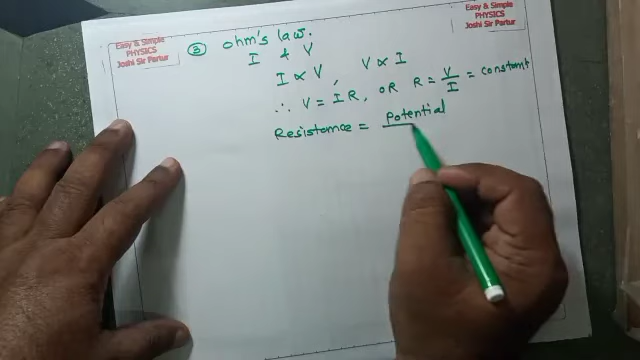 Easy & Simple
PHYSICS
Joshi Sir Partur
Easy & Simple
PHYSICS
Joshi Sir Partur
③ ohm's law.
I & V
I ∝ V, V ∝ I
∴ V = I R, OR R = V/I = constant
Resistance = Potential